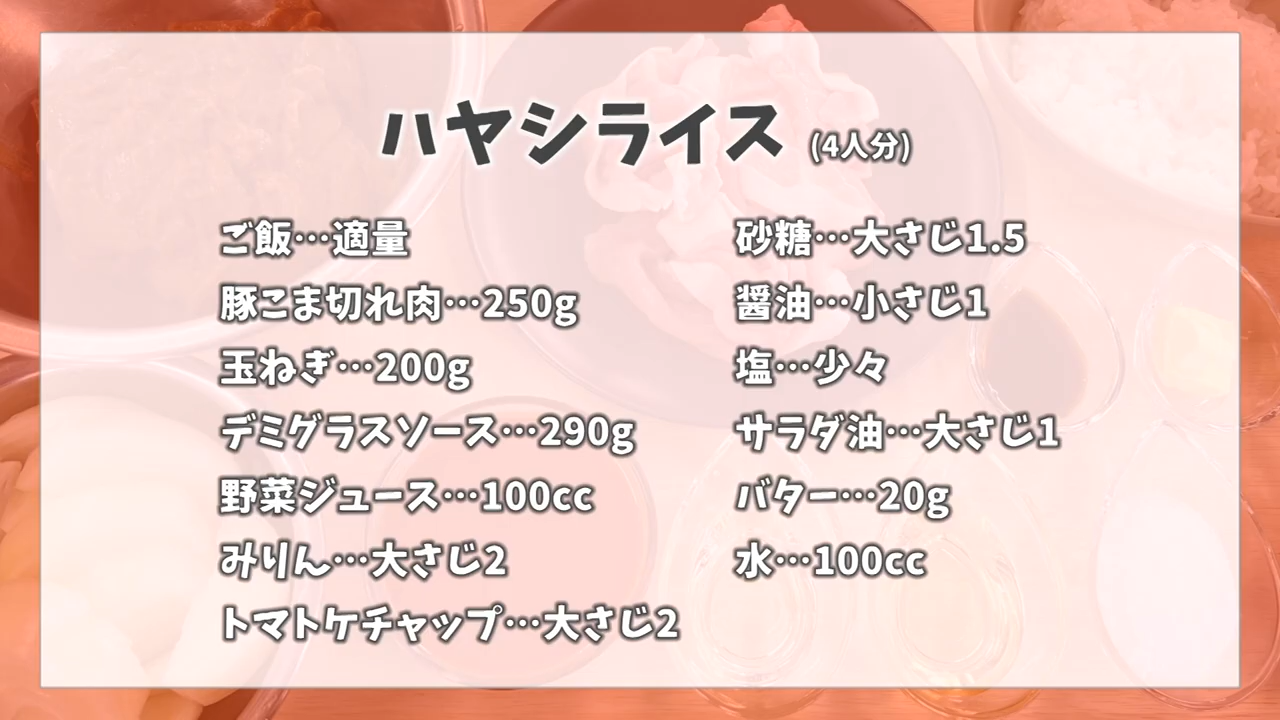 ハヤシライス (4人分)
ご飯…適量
豚こま切れ肉…250g
玉ねぎ…200g
デミグラスソース…290g
野菜ジュース…100cc
みりん…大さじ2
トマトケチャップ…大さじ2
砂糖…大さじ1.5
醤油…小さじ1
塩…少々
サラダ油…大さじ1
バター…20g
水…100cc